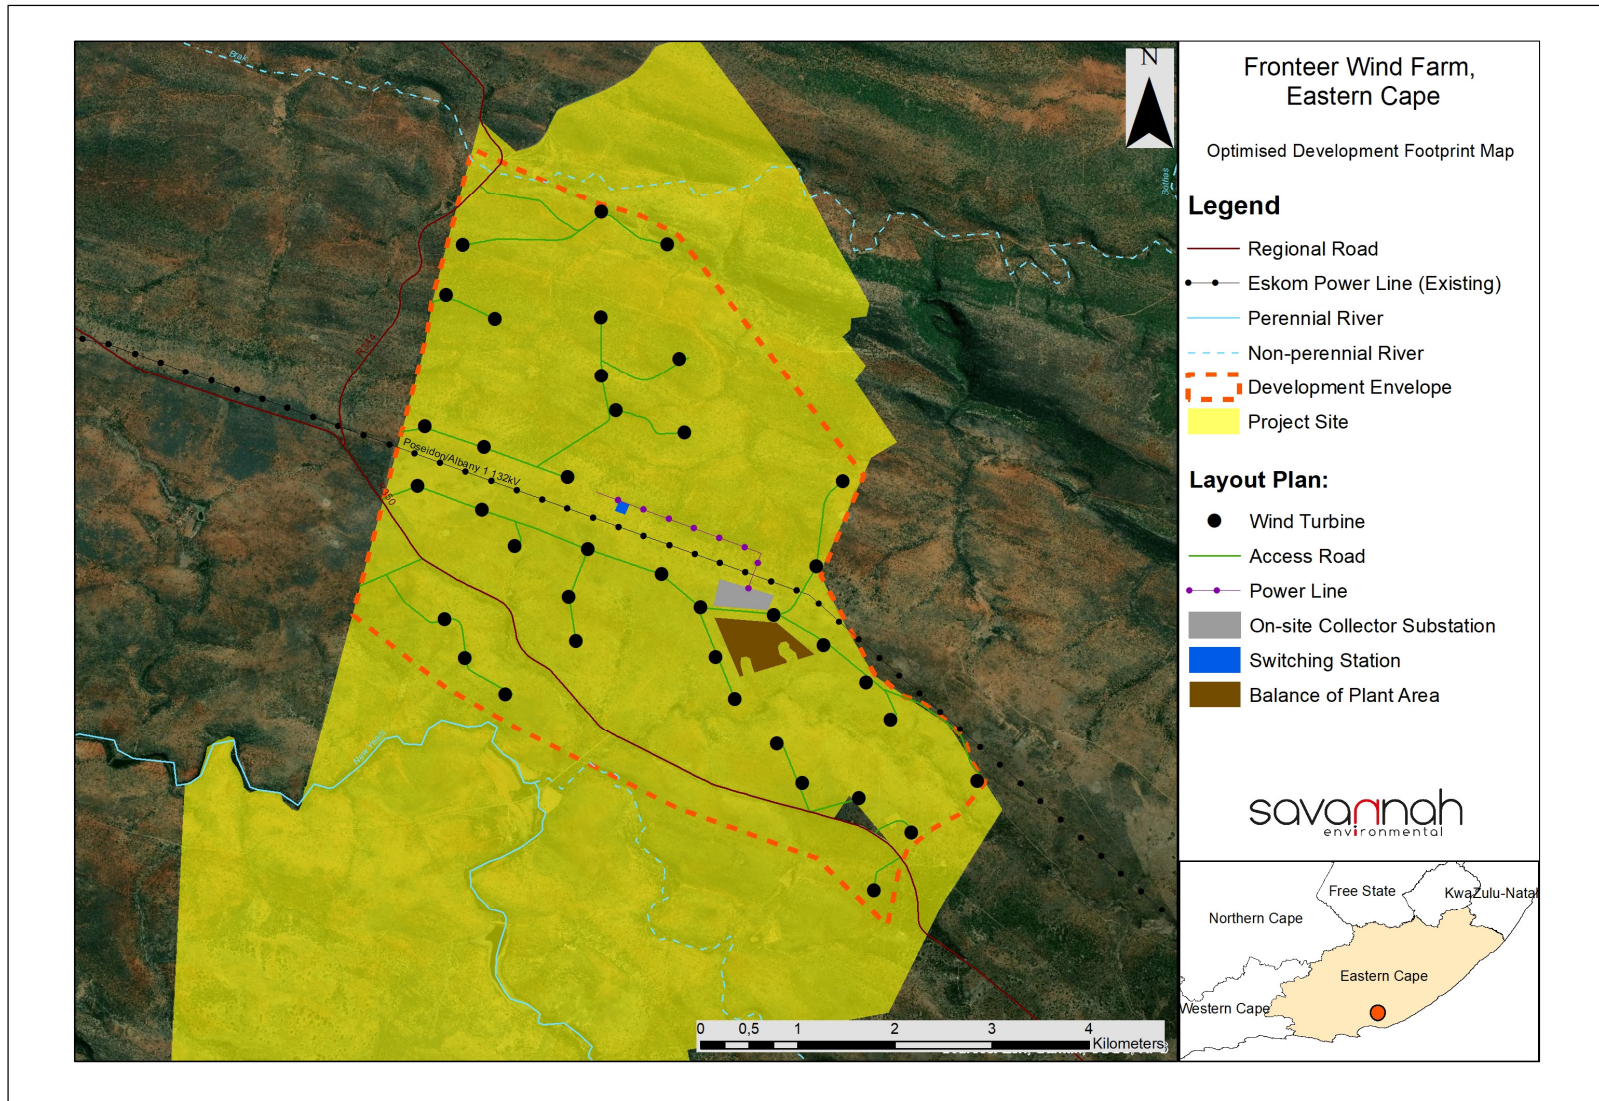 Fronteer Wind Farm,
Eastern Cape
Optimised Development Footprint Map
Legend
Regional Road
Eskom Power Line (Existing)
Perennial River
Non-perennial River
Development Envelope
Project Site
Layout Plan:
Wind Turbine
Access Road
Power Line
On-site Collector Substation
Switching Station
Balance of Plant Area
savannah
environmental
Free State
KwaZulu-Natal
Northern Cape
Eastern Cape
Western Cape
N
Brak
Poseidon/Albany 1 132kV
0 0,5 1 2 3 4
Kilometers